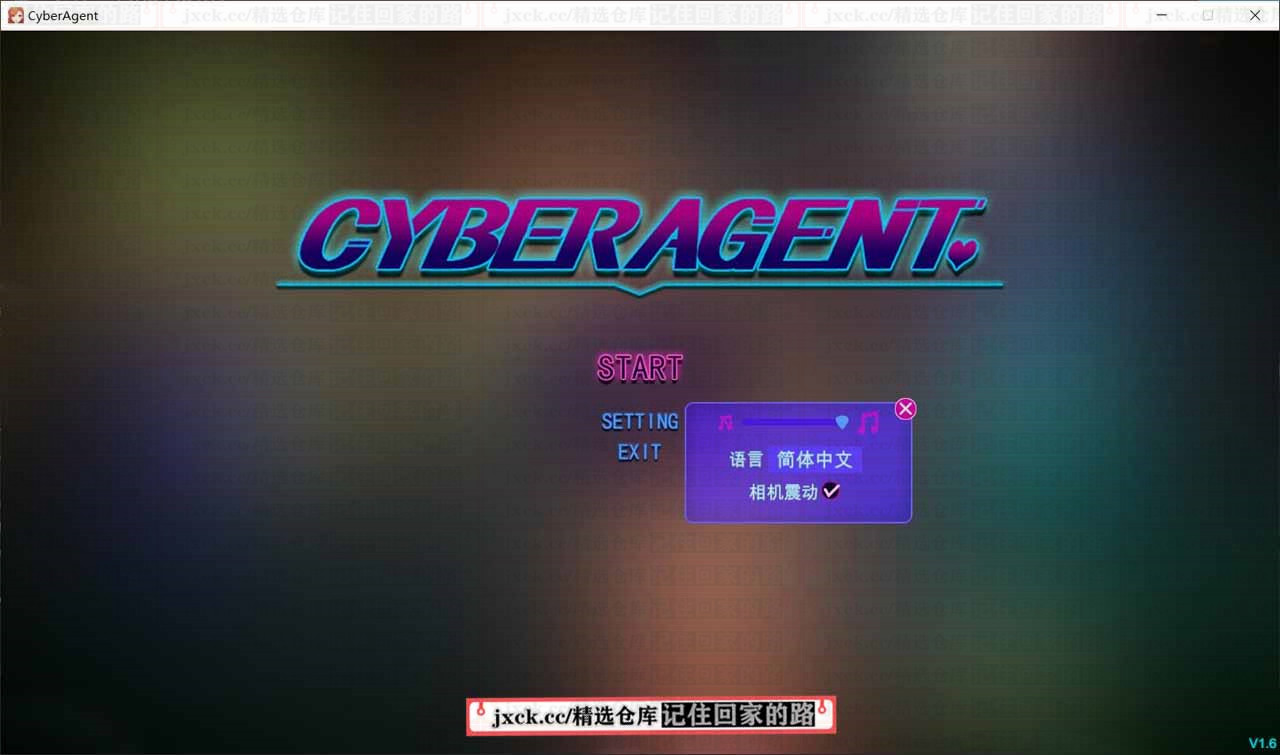 CyberAgent
jxck.cc/精选仓库 记住回家的路
CYBERAGENT
START
SETTING
EXIT
语言 简体中文
相机震动
jxck.cc/精选仓库 记住回家的路
V1.6